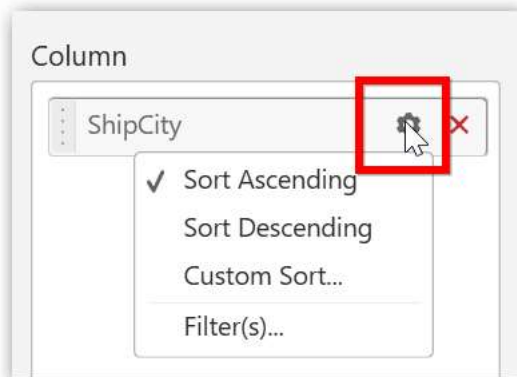 Column
ShipCity
Sort Ascending
Sort Descending
Custom Sort...
Filter(s)...